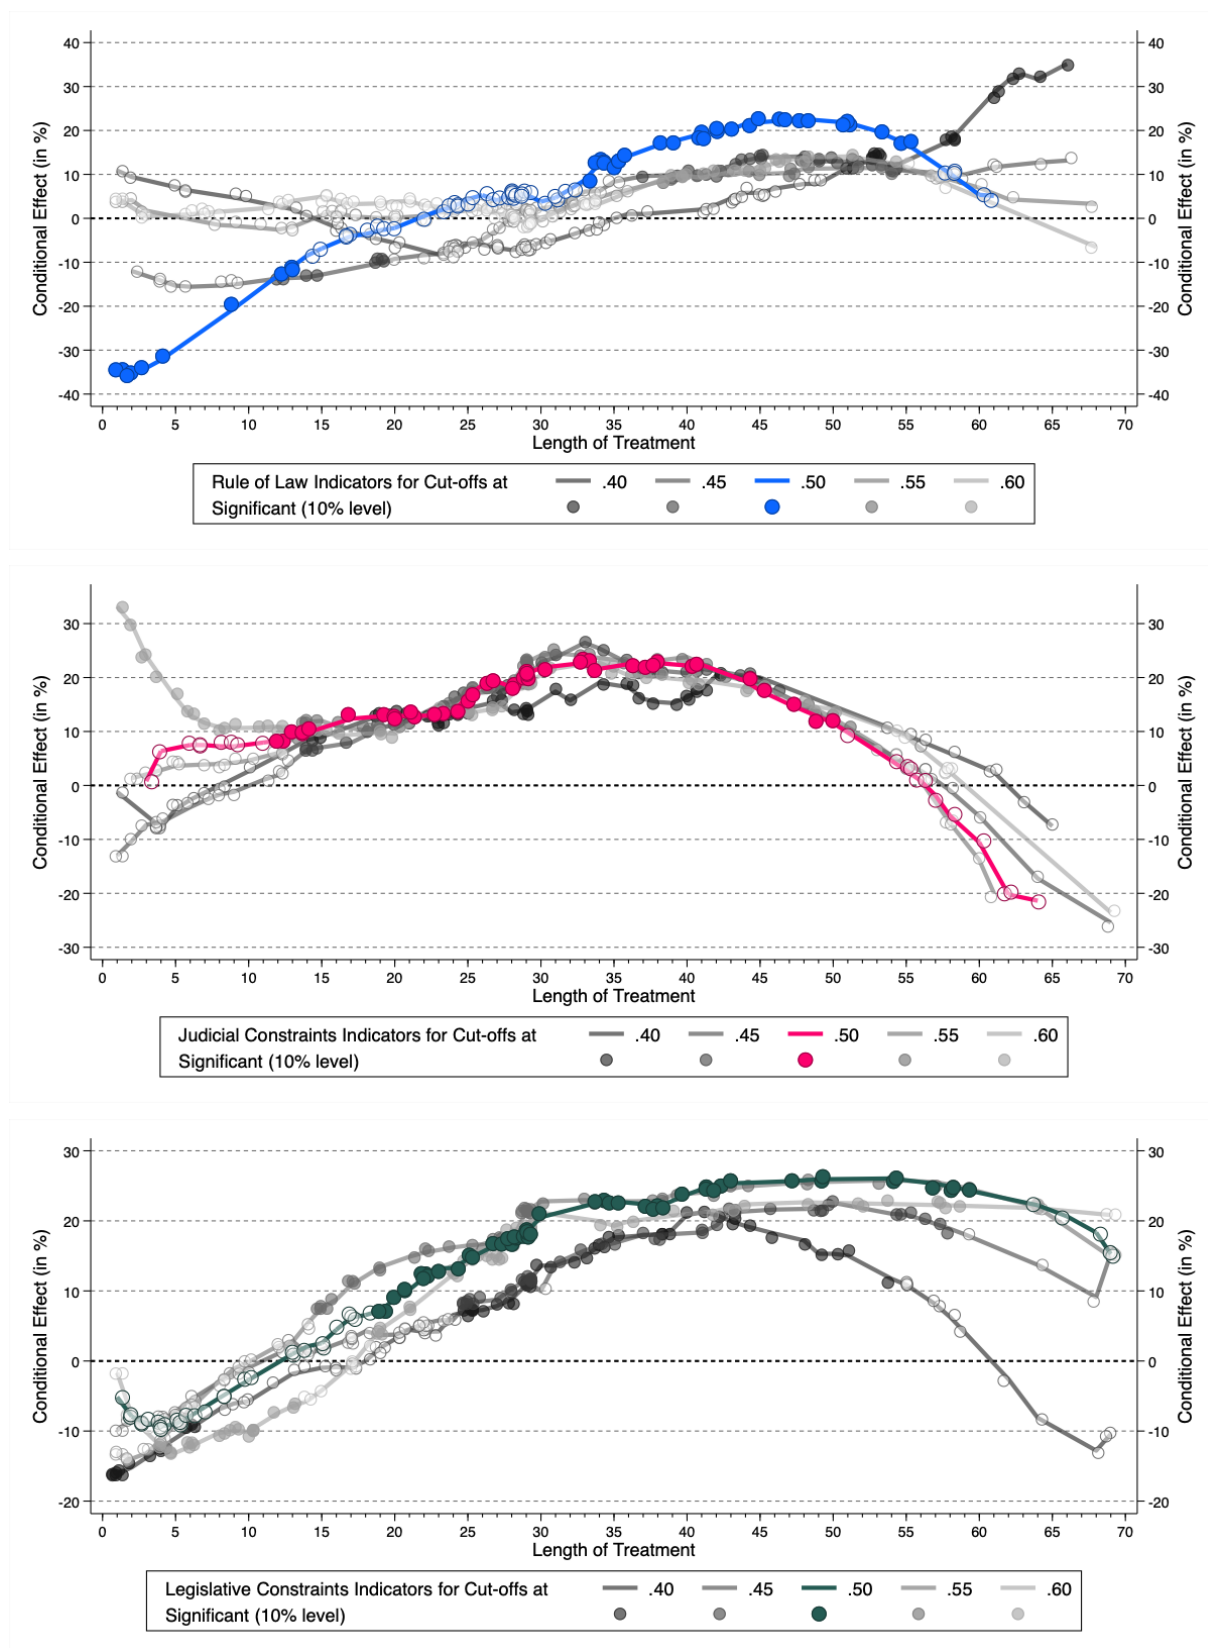 40 40
30 30
20 20
10 10
0 0
-10 -10
-20 -20
-30 -30
-40 -40
Conditional Effect (in %)
Conditional Effect (in %)
0 5 10 15 20 25 30 35 40 45 50 55 60 65 70
Length of Treatment
Rule of Law Indicators for Cut-offs at .40 .45 .50 .55 .60
Significant (10% level)
30 30
20 20
10 10
0 0
-10 -10
-20 -20
-30 -30
Conditional Effect (in %)
Conditional Effect (in %)
0 5 10 15 20 25 30 35 40 45 50 55 60 65 70
Length of Treatment
Judicial Constraints Indicators for Cut-offs at .40 .45 .50 .55 .60
Significant (10% level)
30 30
20 20
10 10
0 0
-10 -10
-20 -20
Conditional Effect (in %)
Conditional Effect (in %)
0 5 10 15 20 25 30 35 40 45 50 55 60 65 70
Length of Treatment
Legislative Constraints Indicators for Cut-offs at .40 .45 .50 .55 .60
Significant (10% level)